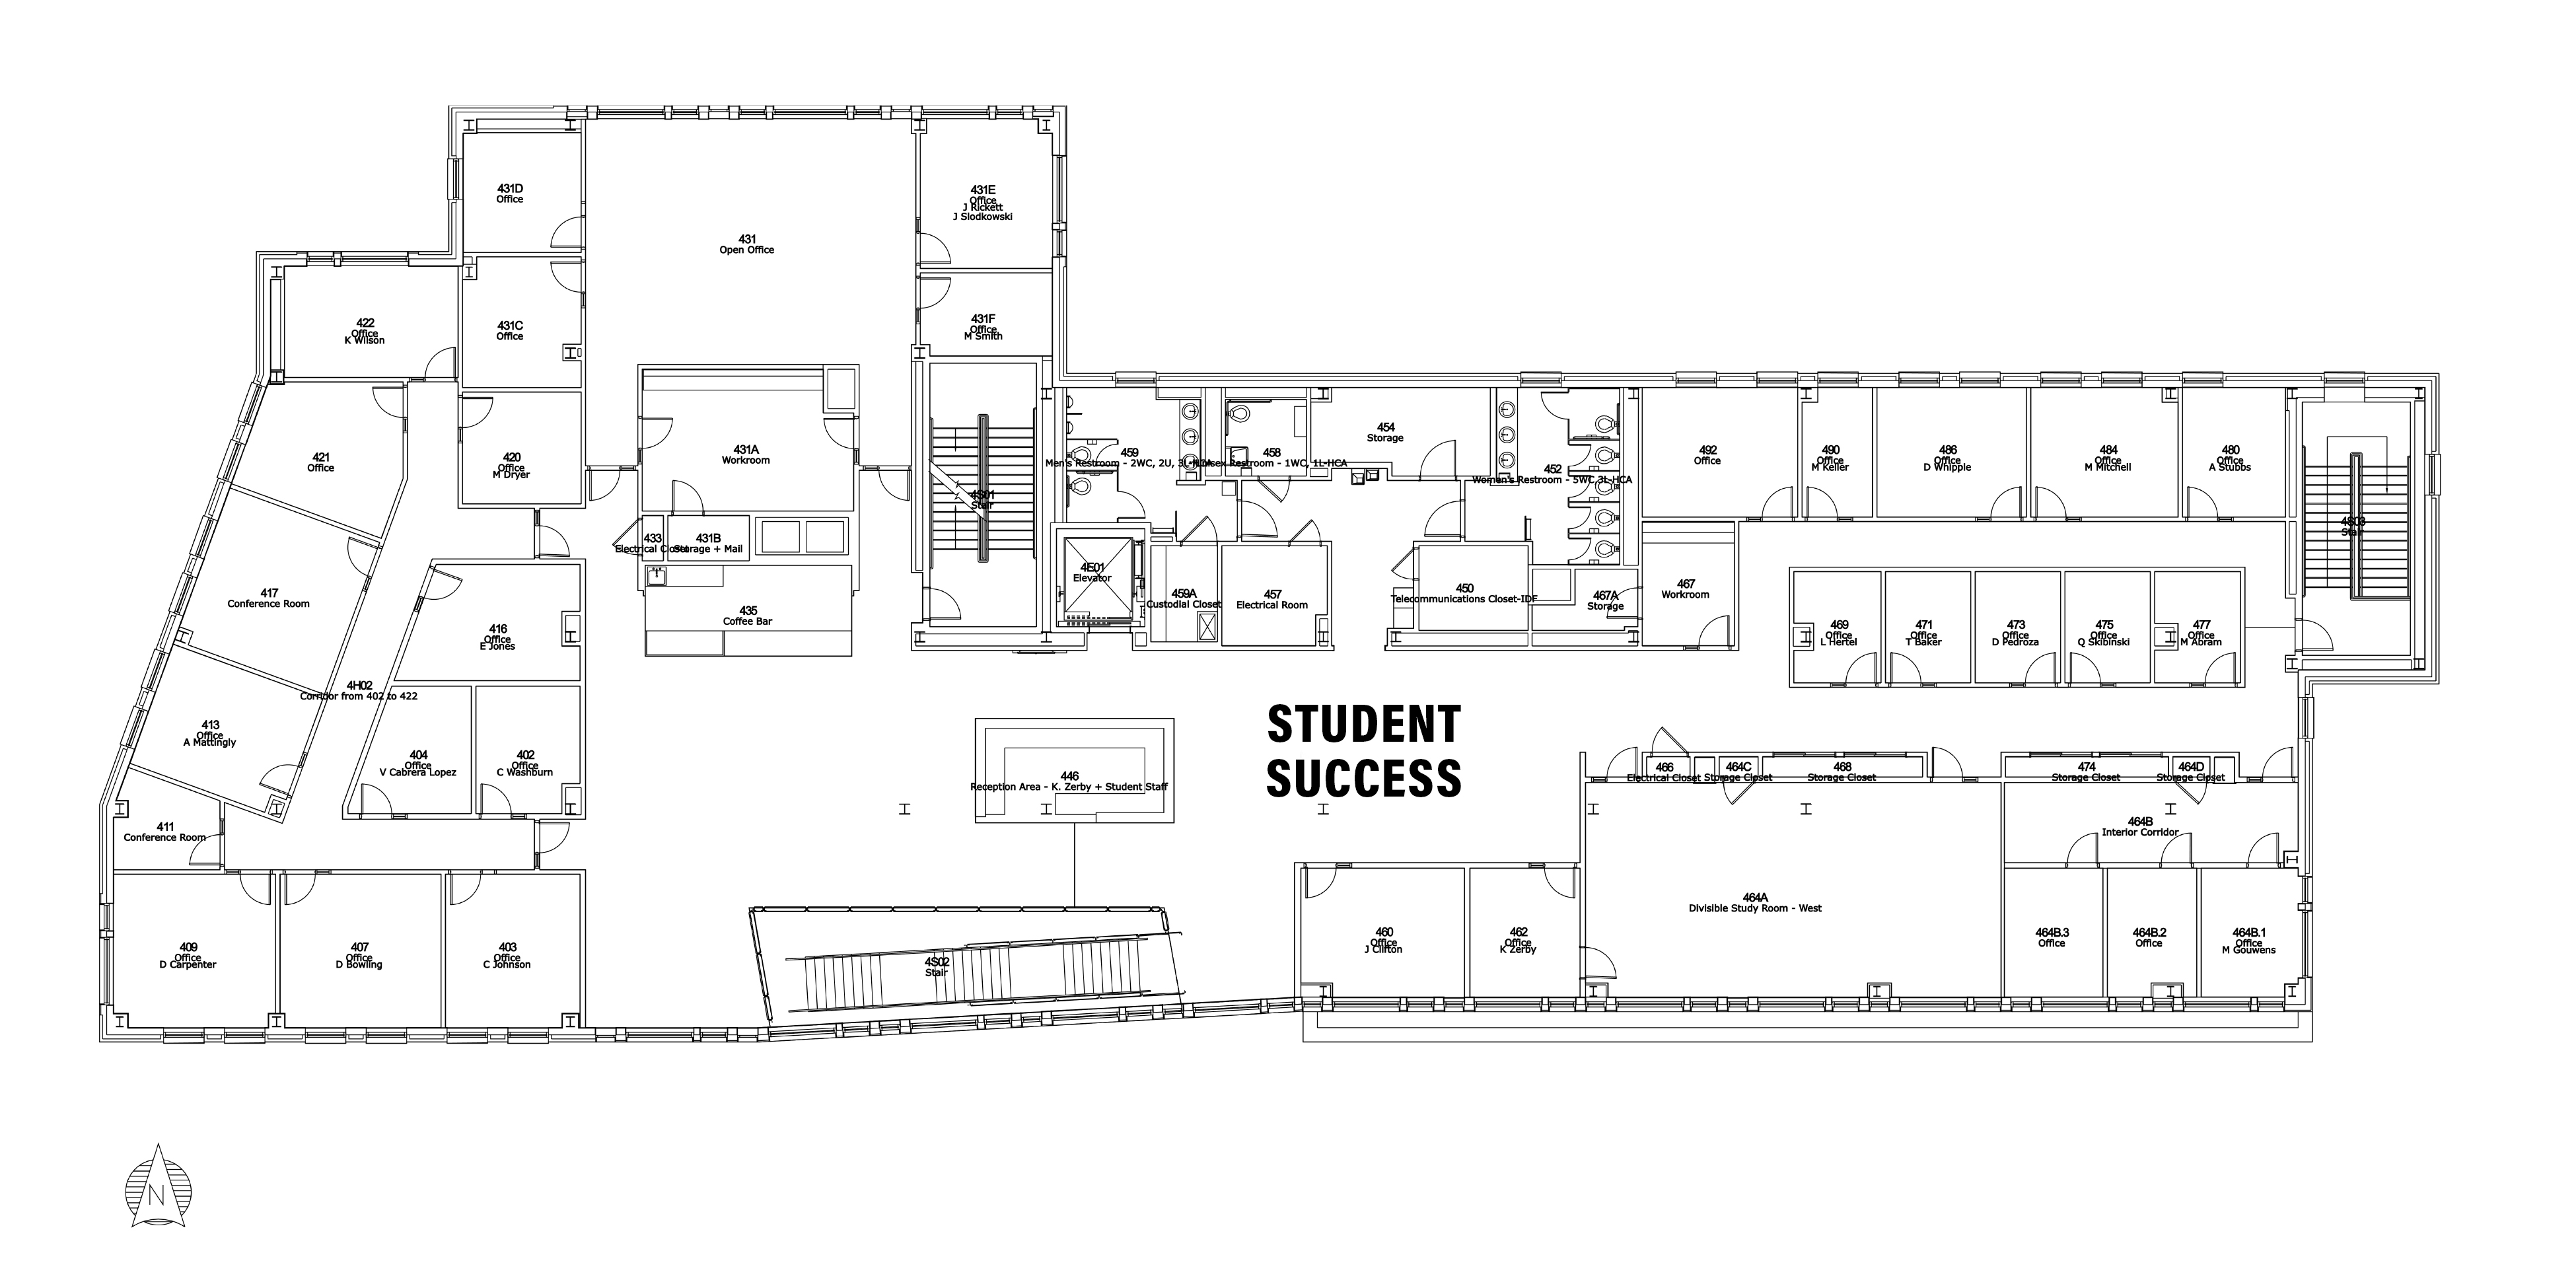 431D
Office
431E
Office
J Rickett
J Slodkowski
431
Open Office
422
Office
K Wilson
431C
Office
431F
Office
M Smith
421
Office
420
Office
M Dryer
431A
Workroom
4S01
Stair
459
Men's Restroom - 2WC, 2U, 3L-HCA
458
Unisex Restroom - 1WC, 1L-HCA
454
Storage
452
Women's Restroom - 5WC,3L-HCA
492
Office
490
Office
M Keller
486
Office
D Whipple
484
Office
M Mitchell
480
Office
A Stubbs
4S03
Stair
433
Electrical Closet
431B
Storage + Mail
417
Conference Room
4E01
Elevator
459A
Custodial Closet
457
Electrical Room
450
Telecommunications Closet-IDF
467A
Storage
467
Workroom
435
Coffee Bar
416
Office
E Jones
469
Office
L Hertel
471
Office
T Baker
473
Office
D Pedroza
475
Office
Q Skibinski
477
Office
M Abram
4H02
Corridor from 402 to 422
413
Office
A Mattingly
404
Office
V Cabrera Lopez
402
Office
C Washburn
STUDENT
SUCCESS
446
Reception Area - K. Zerby + Student Staff
466
Electrical Closet
464C
Storage Closet
468
Storage Closet
474
Storage Closet
464D
Storage Closet
411
Conference Room
464B
Interior Corridor
464A
Divisible Study Room - West
409
Office
D Carpenter
407
Office
D Bowling
403
Office
C Johnson
4S02
Stair
460
Office
J Clifton
462
Office
K Zerby
464B.3
Office
464B.2
Office
464B.1
Office
M Gouwens
N